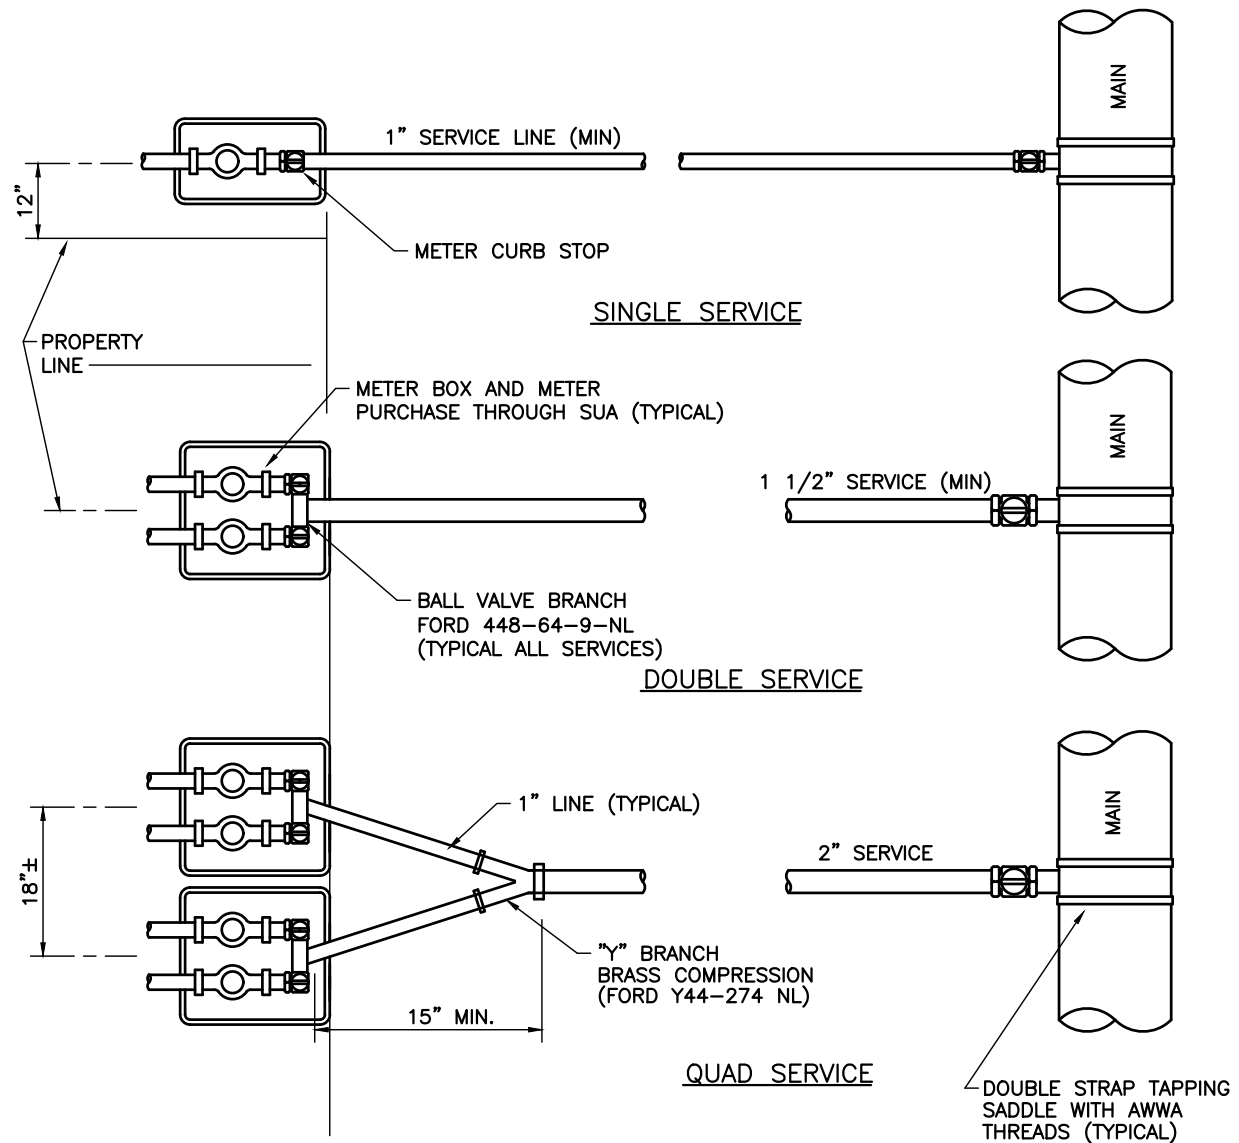 MAIN
1” SERVICE LINE (MIN)
12”
METER CURB STOP
SINGLE SERVICE
PROPERTY
LINE
METER BOX AND METER
PURCHASE THROUGH SUA (TYPICAL)
MAIN
1 1/2” SERVICE (MIN)
BALL VALVE BRANCH
FORD 448-64-9-NL
(TYPICAL ALL SERVICES)
DOUBLE SERVICE
MAIN
1” LINE (TYPICAL)
2” SERVICE
18”±
”Y” BRANCH
BRASS COMPRESSION
(FORD Y44-274 NL)
15” MIN.
QUAD SERVICE
DOUBLE STRAP TAPPING
SADDLE WITH AWWA
THREADS (TYPICAL)